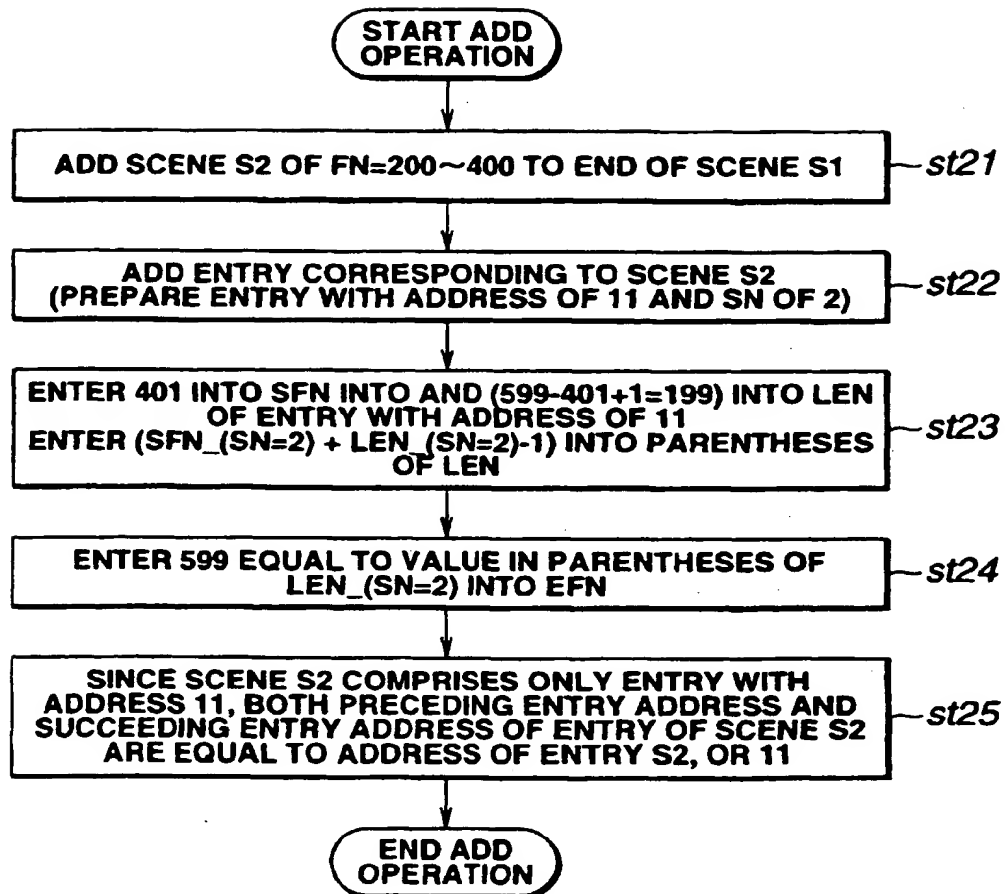 START ADD
OPERATION
ADD SCENE S2 OF FN=200~400 TO END OF SCENE S1
st21
ADD ENTRY CORRESPONDING TO SCENE S2
(PREPARE ENTRY WITH ADDRESS OF 11 AND SN OF 2)
st22
ENTER 401 INTO SFN INTO AND (599-401+1=199) INTO LEN
OF ENTRY WITH ADDRESS OF 11
ENTER (SFN_(SN=2) + LEN_(SN=2)-1) INTO PARENTHESES
OF LEN
st23
ENTER 599 EQUAL TO VALUE IN PARENTHESES OF
LEN_(SN=2) INTO EFN
st24
SINCE SCENE S2 COMPRISES ONLY ENTRY WITH
ADDRESS 11, BOTH PRECEDING ENTRY ADDRESS AND
SUCCEEDING ENTRY ADDRESS OF ENTRY OF SCENE S2
ARE EQUAL TO ADDRESS OF ENTRY S2, OR 11
st25
END ADD
OPERATION